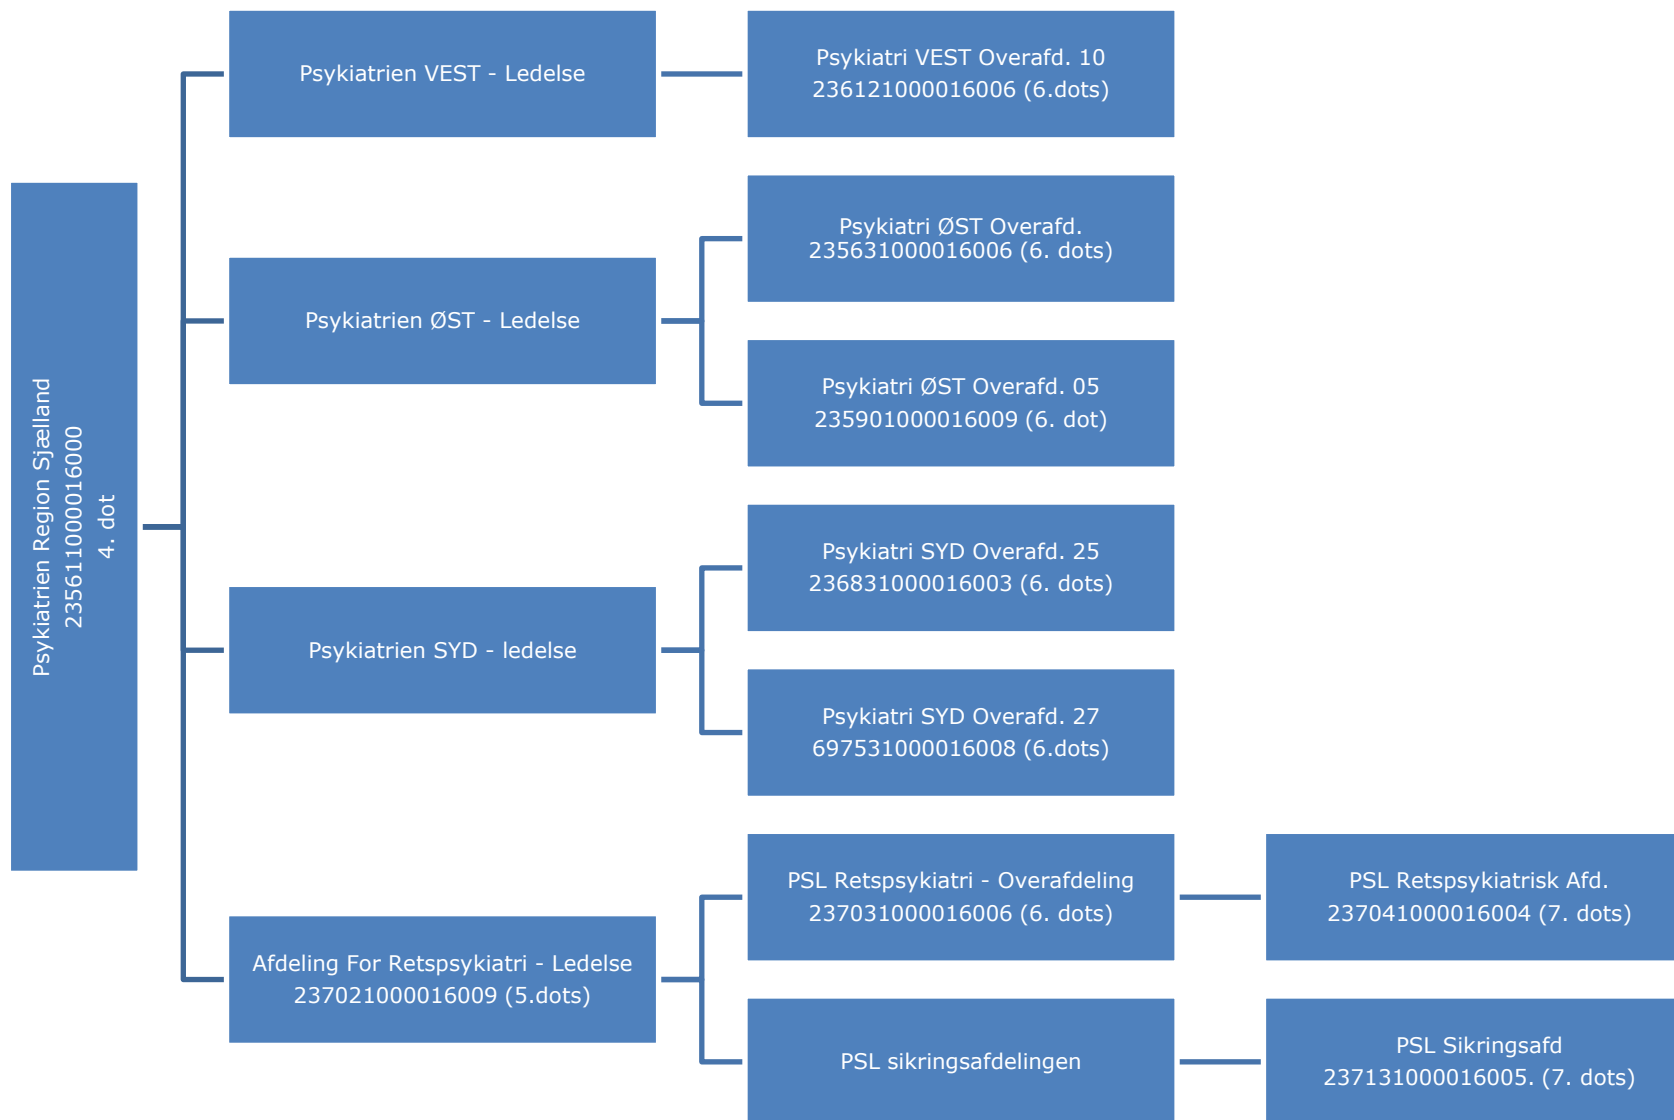 Psykiatrien Region Sjælland
235611000016000
4. dot
Psykiatrien VEST - Ledelse
Psykiatri VEST Overafd. 10
236121000016006 (6.dots)
Psykiatrien ØST - Ledelse
Psykiatri ØST Overafd.
235631000016006 (6. dots)
Psykiatri ØST Overafd. 05
235901000016009 (6. dot)
Psykiatrien SYD - ledelse
Psykiatri SYD Overafd. 25
236831000016003 (6. dots)
Psykiatri SYD Overafd. 27
697531000016008 (6.dots)
Afdeling For Retspsykiatri - Ledelse
237021000016009 (5.dots)
PSL Retspsykiatri - Overafdeling
237031000016006 (6. dots)
PSL Retspsykiatrisk Afd.
237041000016004 (7. dots)
PSL sikringsafdelingen
PSL Sikringsafd
237131000016005. (7. dots)